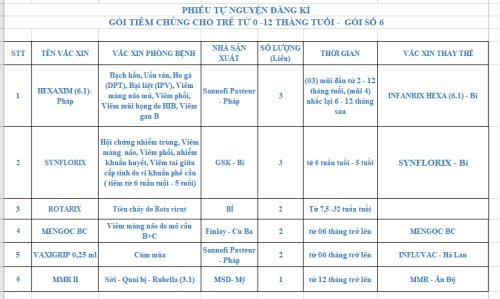 PHIẾU TỰ NGUYỆN ĐĂNG KÍ
GÓI TIÊM CHỦNG CHO TRẺ TỪ 0 -12 THÁNG TUỔI - GÓI SỐ 6
STT TÊN VẮC XIN VẮC XIN PHÒNG BỆNH NHÀ SẢN XUẤT SỐ LƯỢNG (Liều) THỜI GIAN VẮC XIN THAY THẾ
1 HEXAXIM (6.1)- Pháp
Bạch hầu, Uốn ván, Ho gà
(DPT), Bại liệt (IPV), Viêm
màng não mủ, Viêm phổi,
Viêm mũi họng do HIB, Viêm
gan B
Sannofi Pasteur
- Pháp
3
(03) mũi đầu từ 2 - 12
tháng tuổi, (mũi 4)
nhắc lại 6 - 12 tháng
sau
INFANRIX HEXA (6.1) - Bỉ
2 SYNFLORIX
Hội chứng nhiễm trùng, Viêm
màng não, Viêm phổi, nhiễm
khuẩn huyết, Viêm tai giữa
cấp tính do vi khuẩn phế cầu
( tiêm từ 6 tuần tuổi - 5 tuổi)
GSK - Bỉ
3
từ 6 tuần tuổi - 5 tuổi
SYNFLORIX - Bỉ
3 ROTARIX Tiêu chảy do Rota virut BỈ 2 Từ 7,5 -32 tuần tuổi
4 MENGOC BC
Viêm màng não do mô cầu
B+C
Finlay - Cu Ba 2 từ 06 tháng trở lên MENGOC BC
5 VAXIGRIP 0,25 ml Cúm mùa
Sannofi Pasteur
- Pháp
2 từ 06 tháng trở lên INFLUVAC - Hà Lan
6 MMR II Sởi - Quai bị - Rubella (3.1) MSD- Mỹ 1 từ 12 tháng trở lên MMR - Ấn Độ